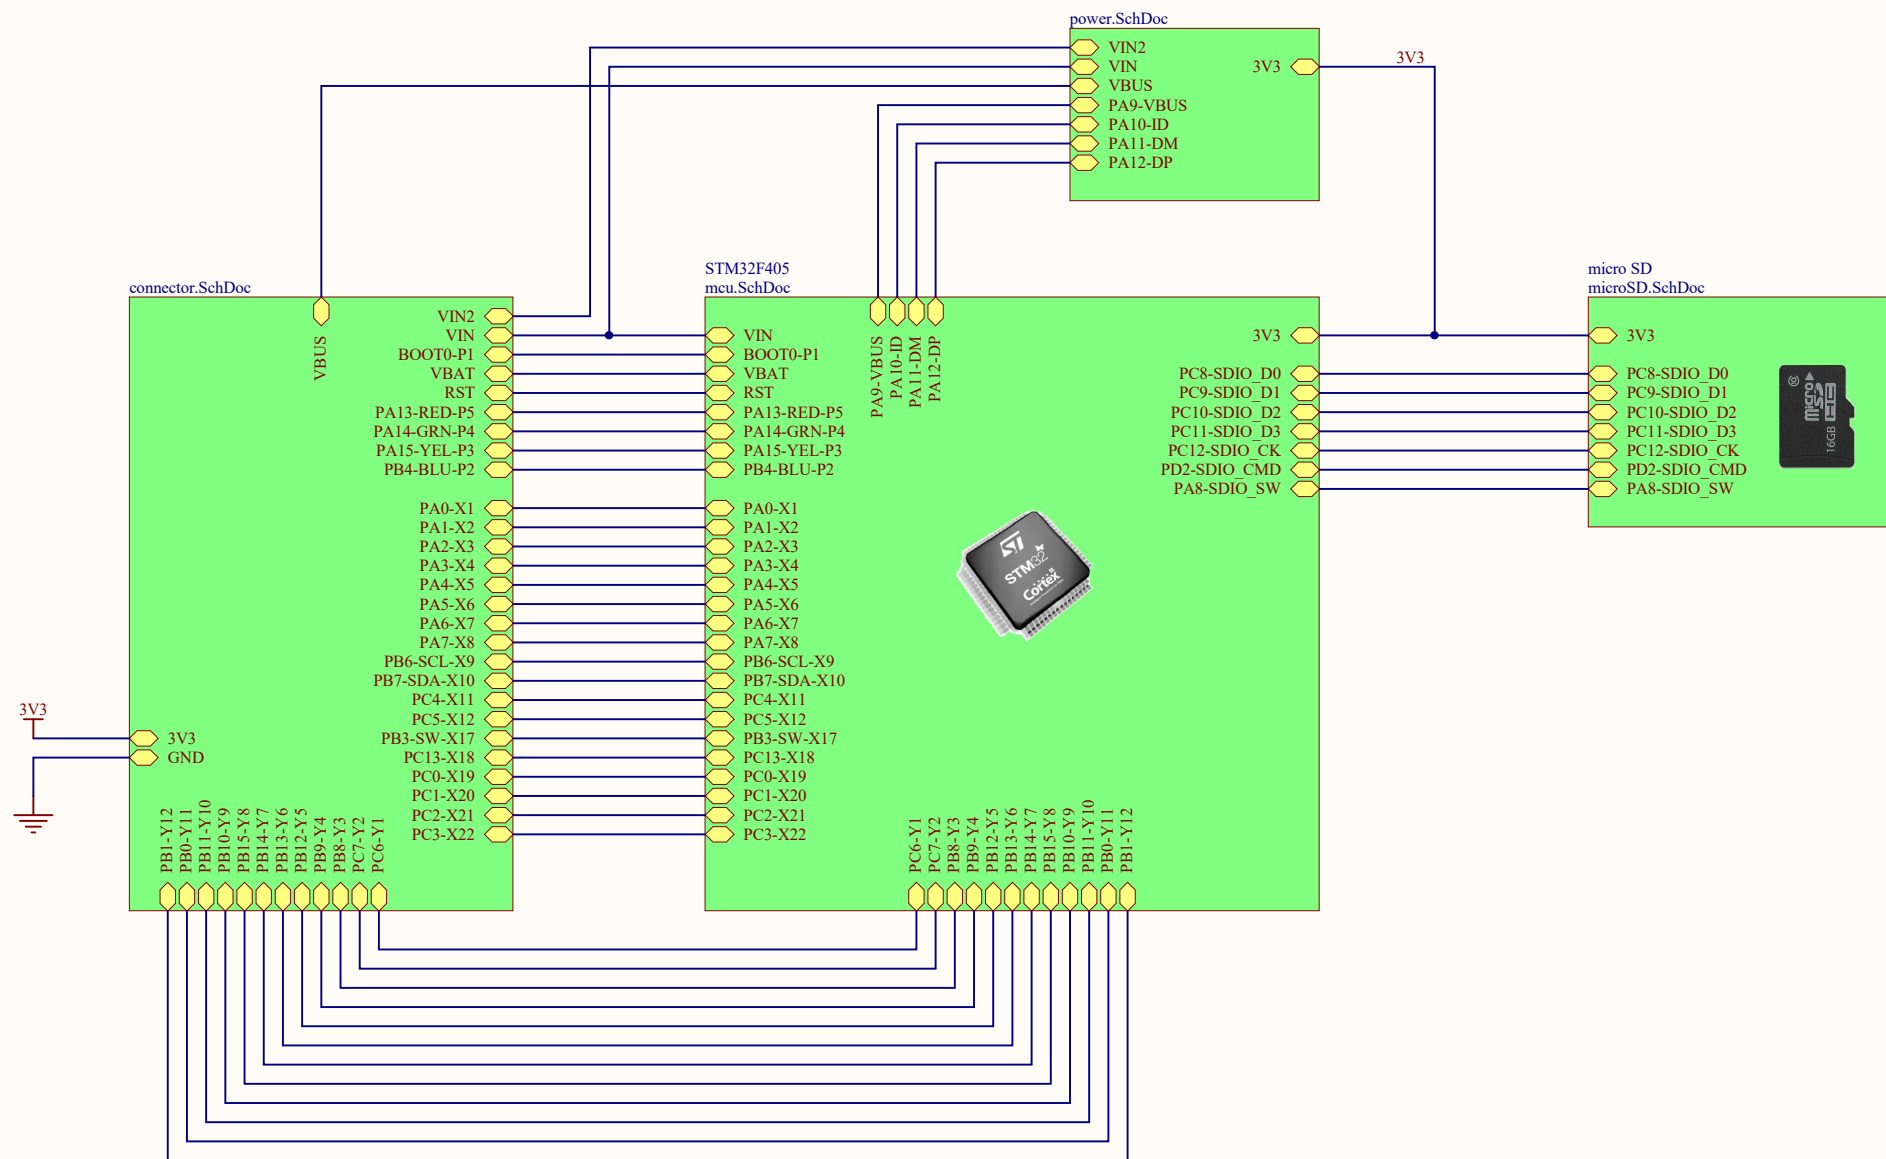 power.SchDoc
VIN2
VIN
VBUS
PA9-VBUS
PA10-ID
PA11-DM
PA12-DP
3V3
3V3
connector.SchDoc
VBUS
VIN2
VIN
BOOT0-P1
VBAT
RST
PA13-RED-P5
PA14-GRN-P4
PA15-YEL-P3
PB4-BLU-P2
PA0-X1
PA1-X2
PA2-X3
PA3-X4
PA4-X5
PA5-X6
PA6-X7
PA7-X8
PB6-SCL-X9
PB7-SDA-X10
PC4-X11
PC5-X12
PB3-SW-X17
PC13-X18
PC0-X19
PC1-X20
PC2-X21
PC3-X22
3V3
3V3
GND
PB1-Y12
PB0-Y11
PB11-Y10
PB10-Y9
PB15-Y8
PB14-Y7
PB13-Y6
PB12-Y5
PB9-Y4
PB8-Y3
PC7-Y2
PC6-Y1
STM32F405
mcu.SchDoc
VIN
BOOT0-P1
VBAT
RST
PA13-RED-P5
PA14-GRN-P4
PA15-YEL-P3
PB4-BLU-P2
PA0-X1
PA1-X2
PA2-X3
PA3-X4
PA4-X5
PA5-X6
PA6-X7
PA7-X8
PB6-SCL-X9
PB7-SDA-X10
PC4-X11
PC5-X12
PB3-SW-X17
PC13-X18
PC0-X19
PC1-X20
PC2-X21
PC3-X22
PA9-VBUS
PA10-ID
PA11-DM
PA12-DP
ST
STM32
Cortex
3V3
PC8-SDIO_D0
PC9-SDIO_D1
PC10-SDIO_D2
PC11-SDIO_D3
PC12-SDIO_CK
PD2-SDIO_CMD
PA8-SDIO_SW
PC6-Y1
PC7-Y2
PB8-Y3
PB9-Y4
PB12-Y5
PB13-Y6
PB14-Y7
PB15-Y8
PB10-Y9
PB11-Y10
PB0-Y11
PB1-Y12
micro SD
microSD.SchDoc
3V3
PC8-SDIO_D0
PC9-SDIO_D1
PC10-SDIO_D2
PC11-SDIO_D3
PC12-SDIO_CK
PD2-SDIO_CMD
PA8-SDIO_SW
micro
SD
HC
16GB